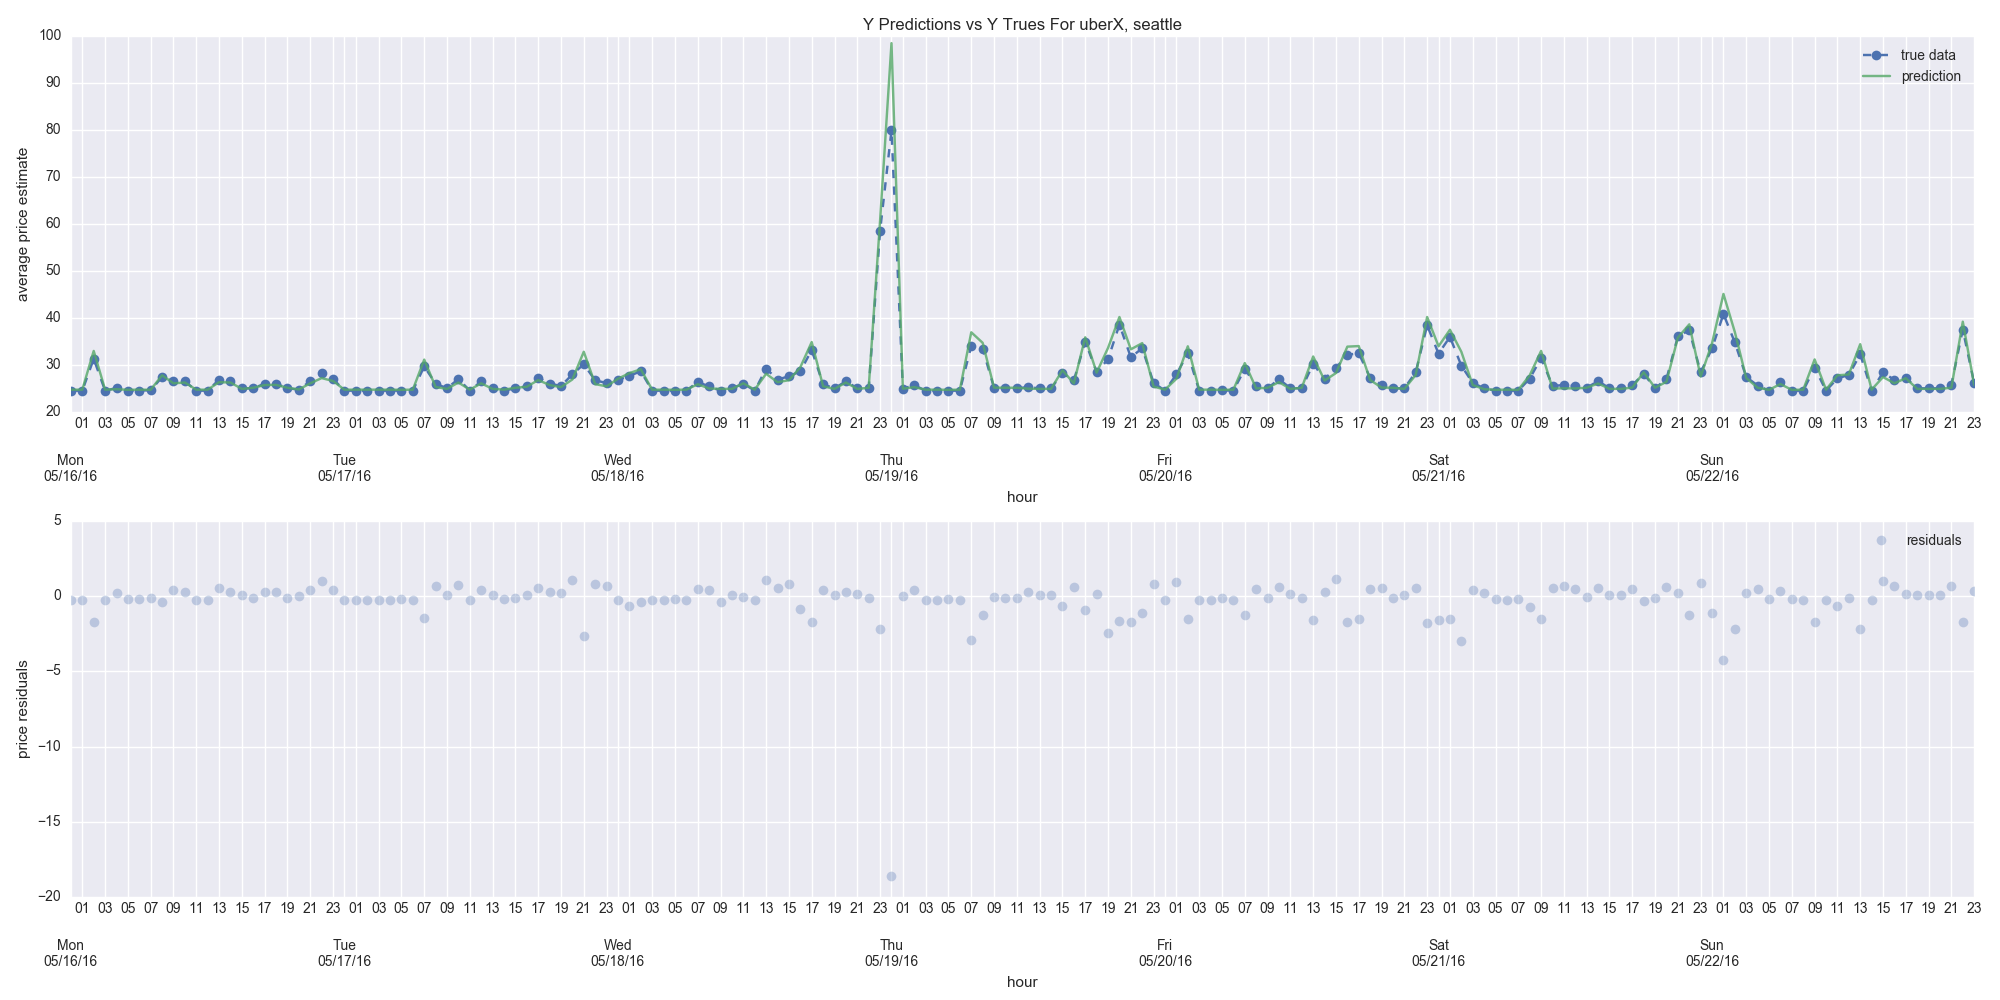 Y Predictions vs Y Trues For uberX, seattle
100
90
80
70
60
50
40
30
20
average price estimate
true data
prediction
01 03 05 07 09 11 13 15 17 19 21 23 01 03 05 07 09 11 13 15 17 19 21 23 01 03 05 07 09 11 13 15 17 19 21 23 01 03 05 07 09 11 13 15 17 19 21 23 01 03 05 07 09 11 13 15 17 19 21 23 01 03 05 07 09 11 13 15 17 19 21 23 01 03 05 07 09 11 13 15 17 19 21 23
Mon Tue Wed Thu Fri Sat Sun
05/16/16 05/17/16 05/18/16 05/19/16 05/20/16 05/21/16 05/22/16
hour
5
0
−5
−10
−15
−20
price residuals
residuals
01 03 05 07 09 11 13 15 17 19 21 23 01 03 05 07 09 11 13 15 17 19 21 23 01 03 05 07 09 11 13 15 17 19 21 23 01 03 05 07 09 11 13 15 17 19 21 23 01 03 05 07 09 11 13 15 17 19 21 23 01 03 05 07 09 11 13 15 17 19 21 23 01 03 05 07 09 11 13 15 17 19 21 23
Mon Tue Wed Thu Fri Sat Sun
05/16/16 05/17/16 05/18/16 05/19/16 05/20/16 05/21/16 05/22/16
hour